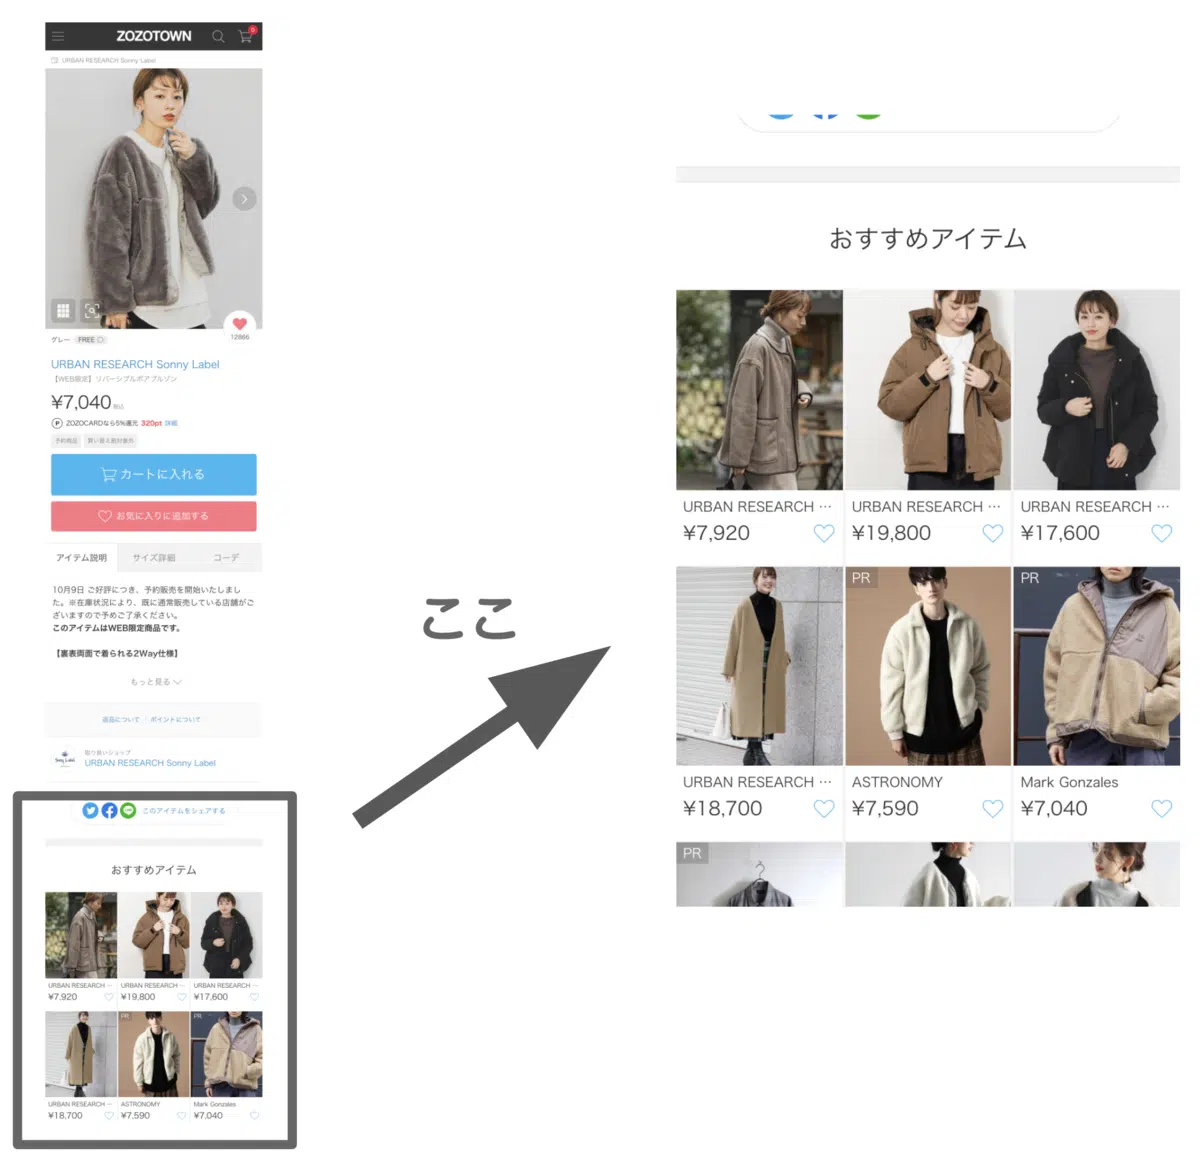 ZOZOTOWN
URBAN RESEARCH Sonny Label
12866
グレー FREE
URBAN RESEARCH Sonny Label
【WEB限定】リバーシブルボアブルゾン
¥7,040 税込
P ZOZOCARDなら5%還元 320pt 詳細
予約商品 買い替え割対象外
カートに入れる
お気に入りに追加する
アイテム説明 サイズ詳細 コーデ
10月9日 ご好評につき、予約販売を開始いたしまし
た。※在庫状況により、既に通常販売している店舗がご
ざいますので予めご了承ください。
このアイテムはWEB限定商品です。
【裏表両面で着られる2Way仕様】
もっと見る
返品について ポイントについて
取り扱いショップ
URBAN RESEARCH Sonny Label
このアイテムをシェアする
おすすめアイテム
URBAN RESEARCH … URBAN RESEARCH … URBAN RESEARCH …
¥7,920 ¥19,800 ¥17,600
PR PR
URBAN RESEARCH … ASTRONOMY Mark Gonzales
¥18,700 ¥7,590 ¥7,040
ここ
おすすめアイテム
URBAN RESEARCH … URBAN RESEARCH … URBAN RESEARCH …
¥7,920 ¥19,800 ¥17,600
PR PR
URBAN RESEARCH … ASTRONOMY Mark Gonzales
¥18,700 ¥7,590 ¥7,040
PR